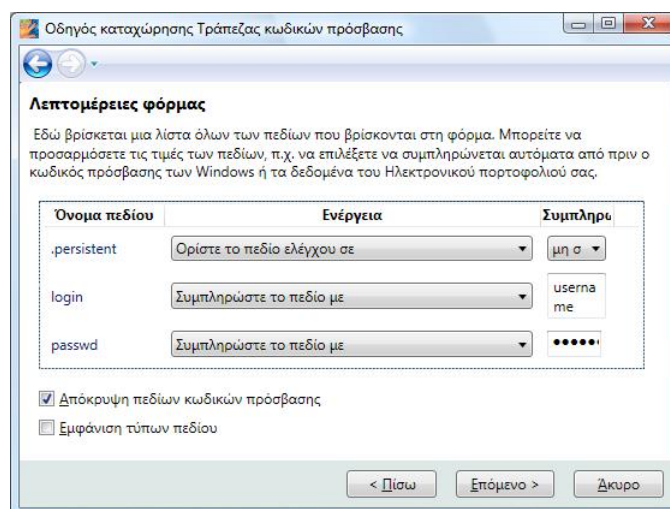 Οδηγός καταχώρησης Τράπεζας κωδικών πρόσβασης
Λεπτομέρειες φόρμας
Εδώ βρίσκεται μια λίστα όλων των πεδίων που βρίσκονται στη φόρμα. Μπορείτε να
προσαρμόσετε τις τιμές των πεδίων, π.χ. να επιλέξετε να συμπληρώνεται αυτόματα από πριν ο
κωδικός πρόσβασης των Windows ή τα δεδομένα του Ηλεκτρονικού πορτοφολιού σας.
Όνομα πεδίου Ενέργεια Συμπληρω
.persistent Ορίστε το πεδίο ελέγχου σε μη σ
login Συμπληρώστε το πεδίο με userna
me
passwd Συμπληρώστε το πεδίο με ••••••
Απόκρυψη πεδίων κωδικών πρόσβασης
Εμφάνιση τύπων πεδίου
< Πίσω Επόμενο > Άκυρο